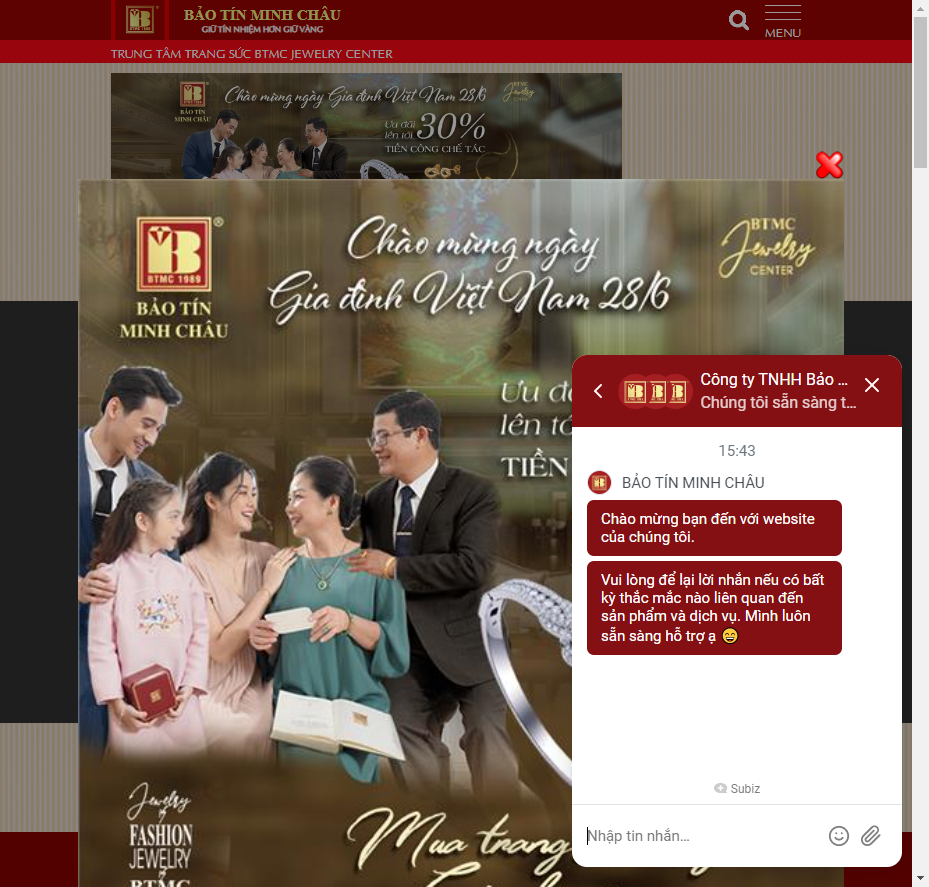 BTMC 1989
BẢO TÍN MINH CHÂU
GIỮ TÍN NHIỆM HƠN GIỮ VÀNG
MENU
TRUNG TÂM TRANG SỨC BTMC JEWELRY CENTER
BẢO TÍN
MINH CHÂU
Chào mừng ngày Gia đình Việt Nam 28/6
BTMC
Jewelry
CENTER
Ưu đãi
lên tới 30%
TIỀN CÔNG CHẾ TÁC
BTMC 1989
®
BẢO TÍN
MINH CHÂU
Chào mừng ngày
Gia đình Việt Nam 28/6
BTMC
Jewelry
CENTER
Ưu đ
lên tớ
TIỀN
Jewelry
FASHION
JEWELRY
BTMC
Mua trang
Công ty TNHH Bảo ...
Chúng tôi sẵn sàng t...
15:43
BẢO TÍN MINH CHÂU
Chào mừng bạn đến với website
của chúng tôi.
Vui lòng để lại lời nhắn nếu có bất
kỳ thắc mắc nào liên quan đến
sản phẩm và dịch vụ. Mình luôn
sẵn sàng hỗ trợ ạ 😄
Subiz
Nhập tin nhắn...